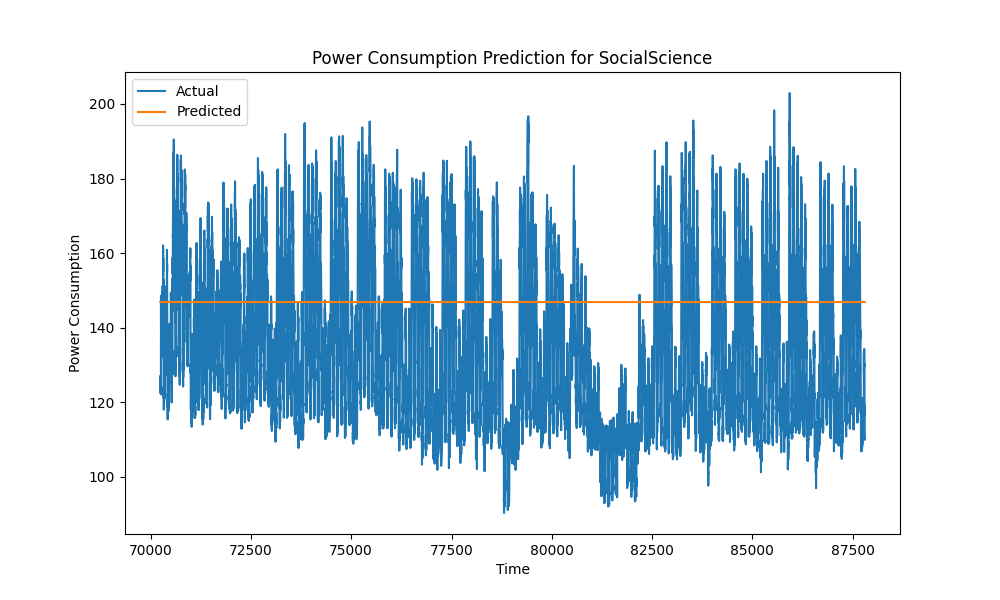 Power Consumption Prediction for SocialScience
Actual
Predicted
Power Consumption
200
180
160
140
120
100
70000 72500 75000 77500 80000 82500 85000 87500
Time